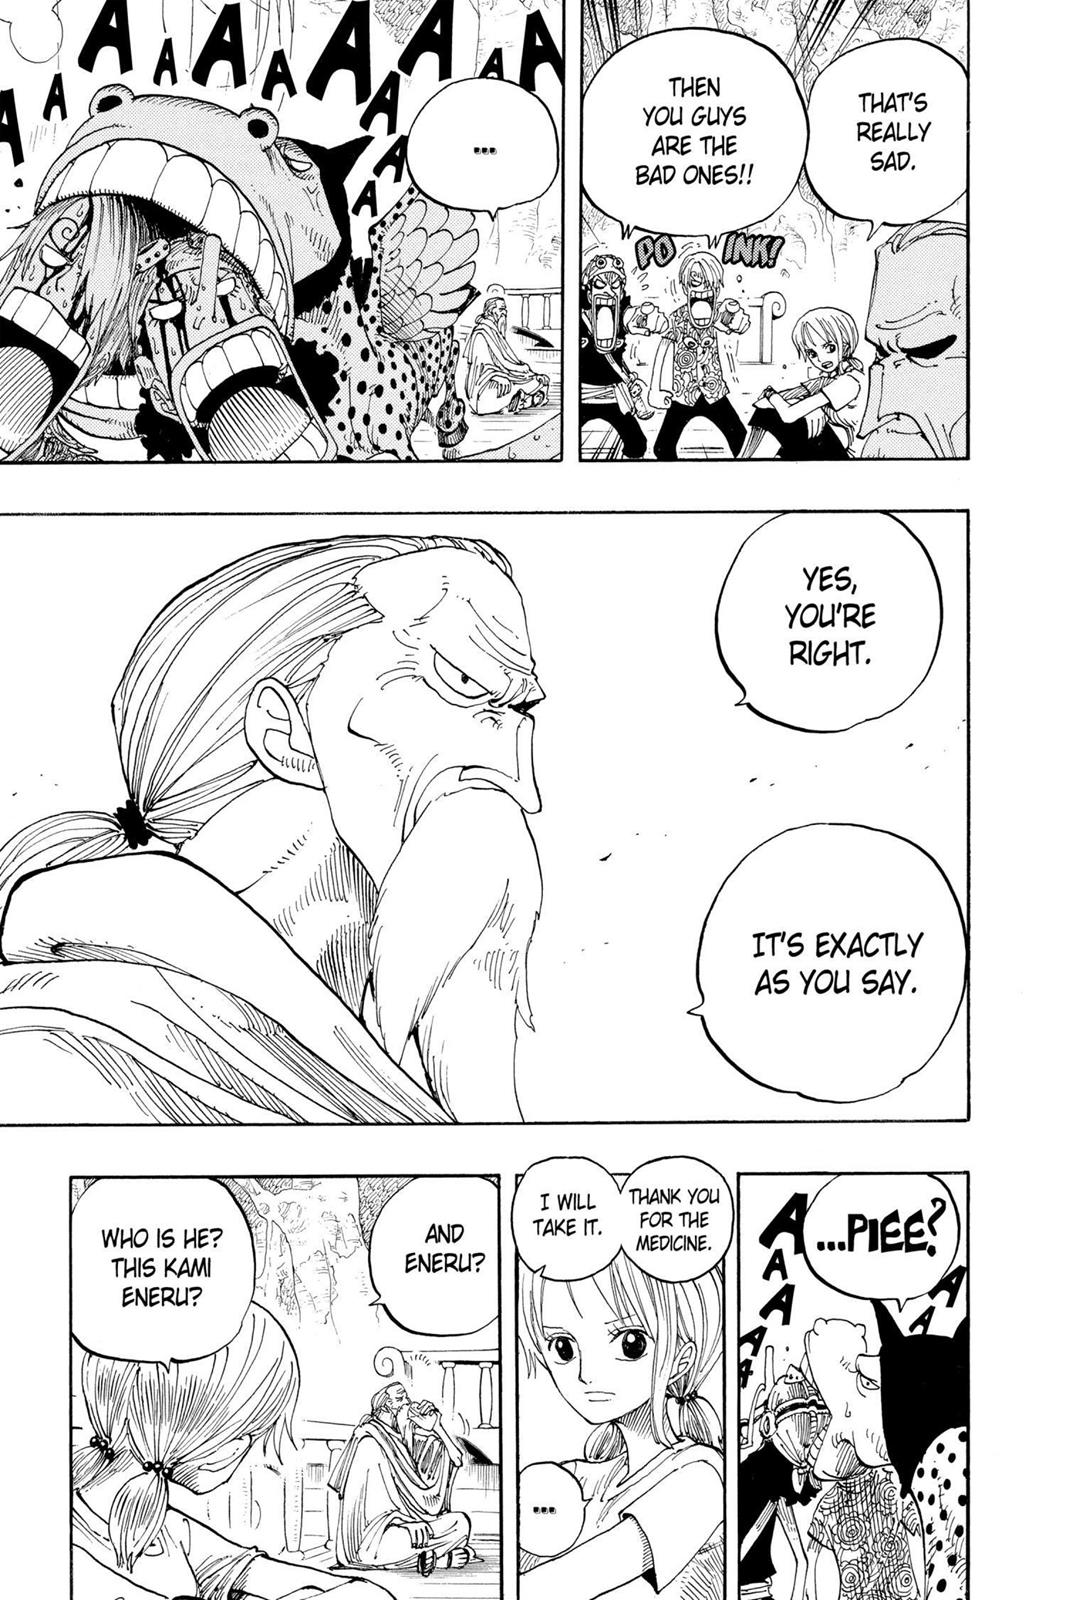 THAT'S
REALLY
SAD.
THEN
YOU GUYS
ARE THE
BAD ONES!!
PO
INK!
...
A A A A A A A A A A A A A A A
YES,
YOU'RE
RIGHT.
IT'S EXACTLY
AS YOU SAY.
...PIEE?
A A A A A A A
THANK YOU
FOR THE
MEDICINE.
I WILL
TAKE IT.
...
AND
ENERU?
WHO IS HE?
THIS KAMI
ENERU?